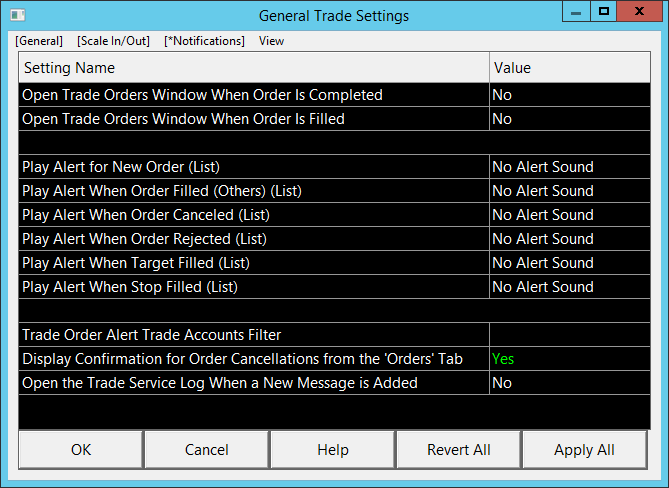 General Trade Settings
[General] [Scale In/Out] [*Notifications] View
Setting Name Value
Open Trade Orders Window When Order Is Completed No
Open Trade Orders Window When Order Is Filled No
Play Alert for New Order (List) No Alert Sound
Play Alert When Order Filled (Others) (List) No Alert Sound
Play Alert When Order Canceled (List) No Alert Sound
Play Alert When Order Rejected (List) No Alert Sound
Play Alert When Target Filled (List) No Alert Sound
Play Alert When Stop Filled (List) No Alert Sound
Trade Order Alert Trade Accounts Filter
Display Confirmation for Order Cancellations from the 'Orders' Tab Yes
Open the Trade Service Log When a New Message is Added No
OK Cancel Help Revert All Apply All